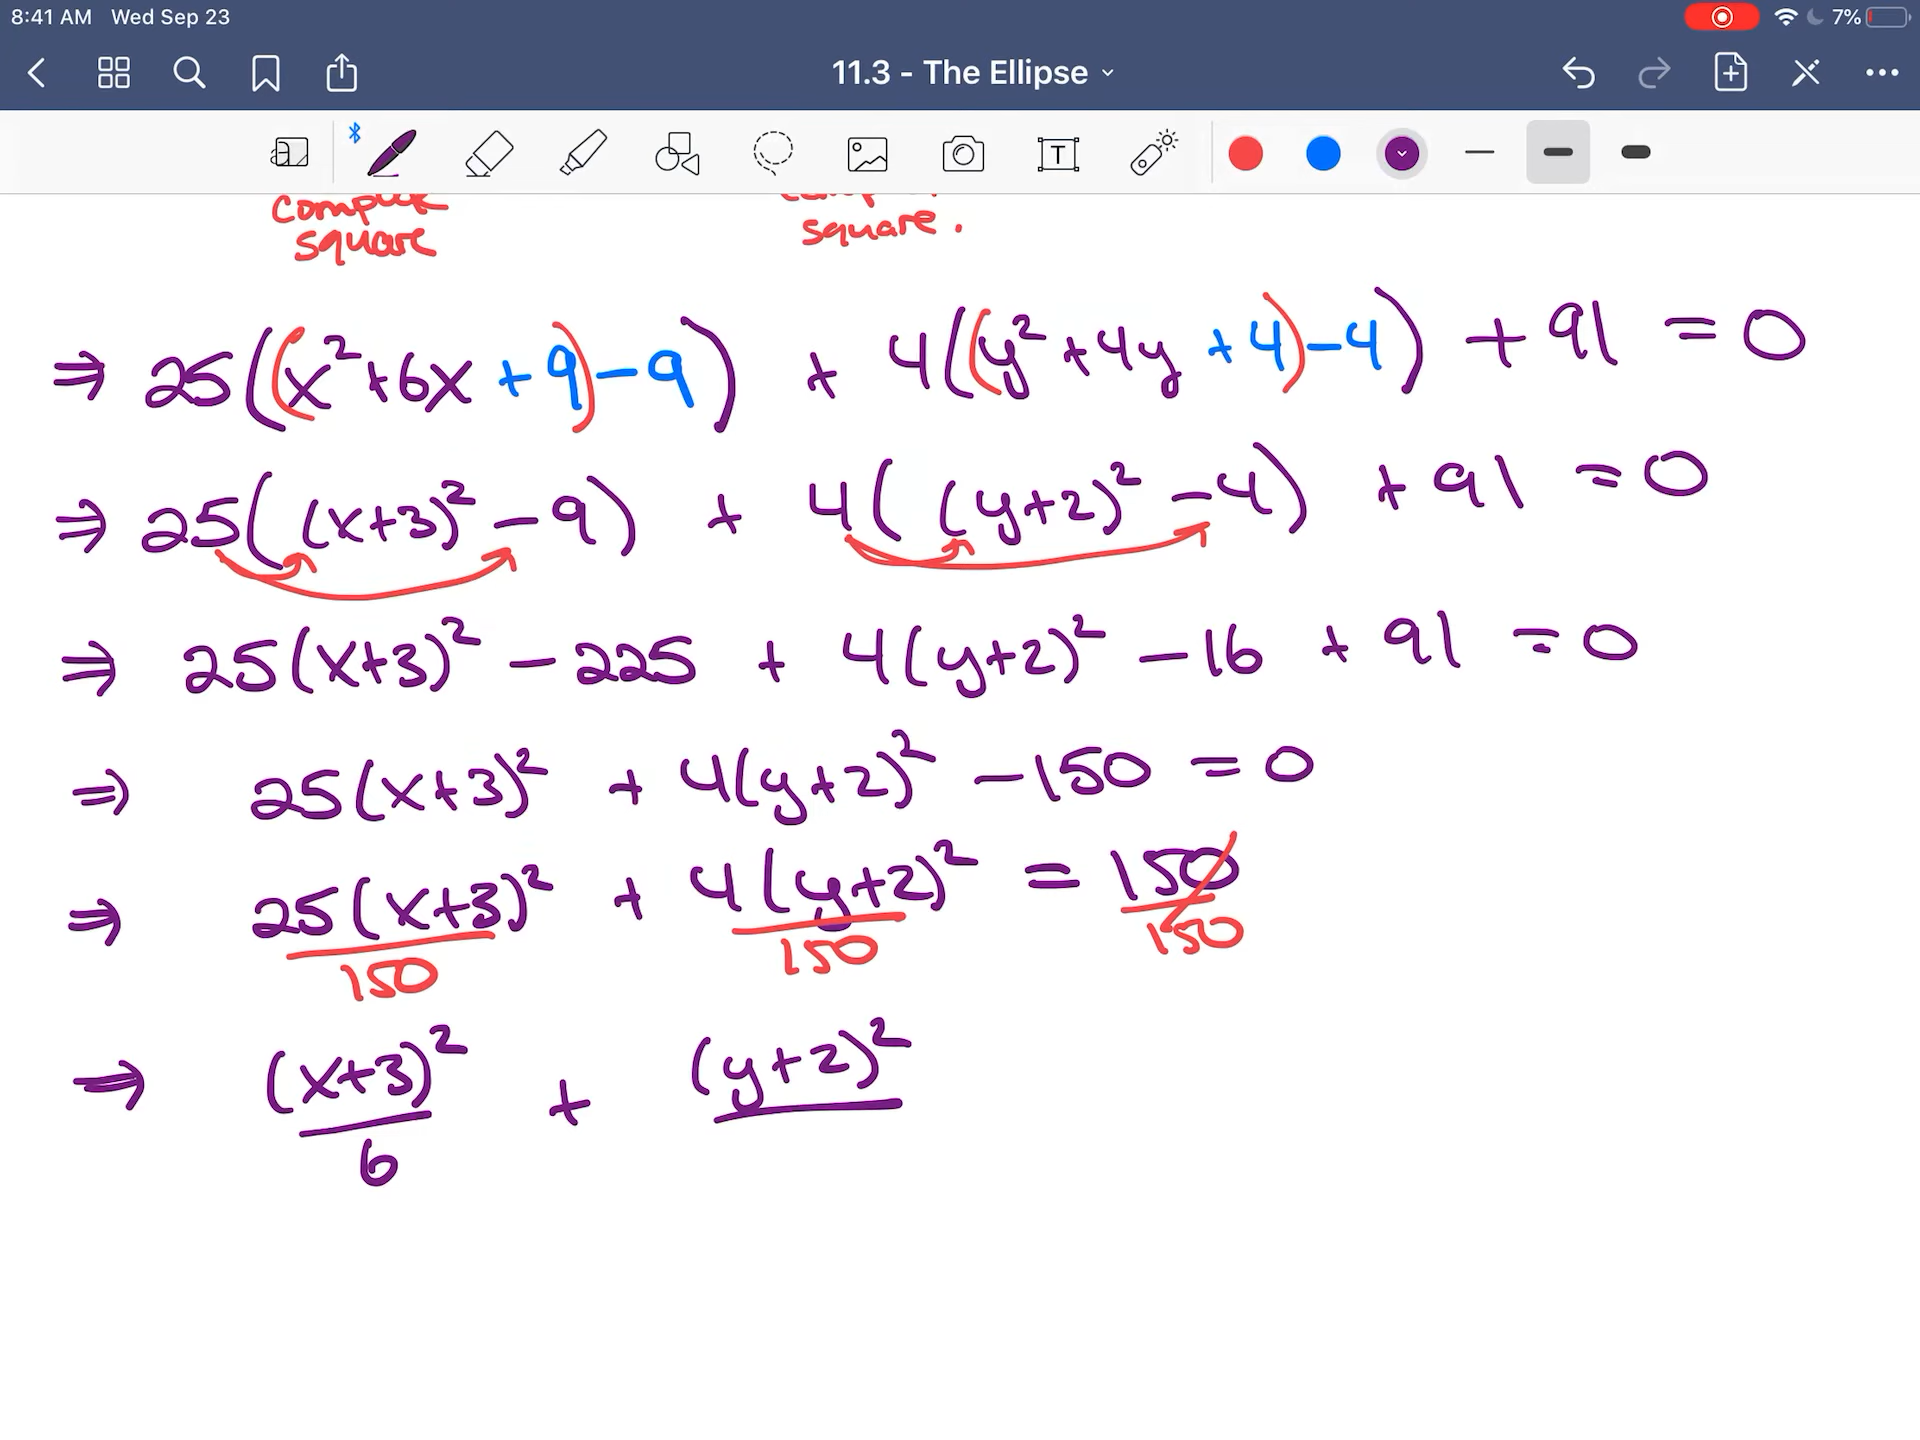 8:41 AM Wed Sep 23 7%
11.3 - The Ellipse
square square.
⇒ 25((x²+6x +9)-9) + 4((y²+4y +4)-4) + 91 = 0
⇒ 25((x+3)² - 9) + 4((y+2)² - 4) + 91 = 0
⇒ 25(x+3)² - 225 + 4(y+2)² - 16 + 91 = 0
⇒ 25(x+3)² + 4(y+2)² - 150 = 0
⇒ 25(x+3)² + 4(y+2)² = 150
150 150 150
⇒ (x+3)² + (y+2)²
6